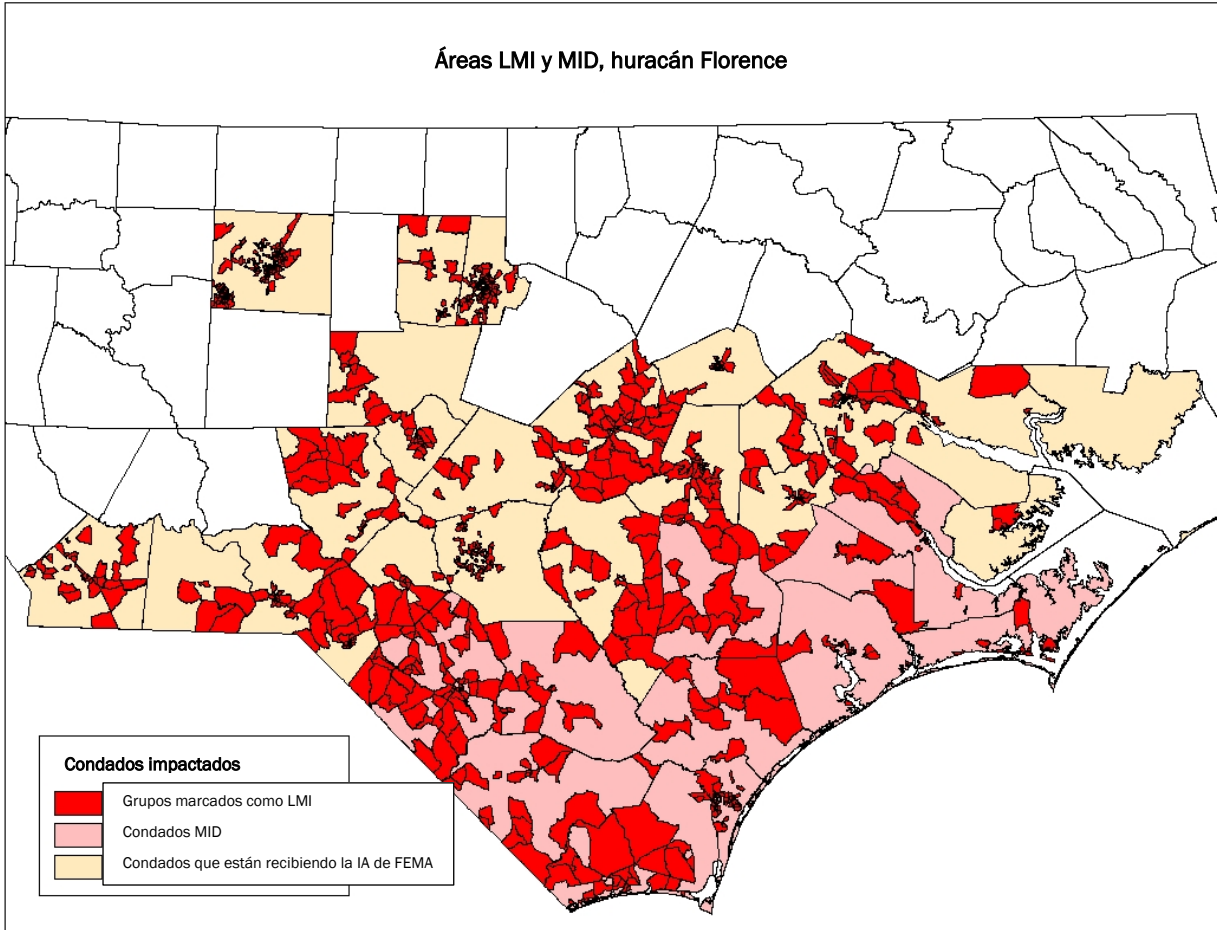 Áreas LMI y MID, huracán Florence
Condados impactados
Grupos marcados como LMI
Condados MID
Condados que están recibiendo la IA de FEMA